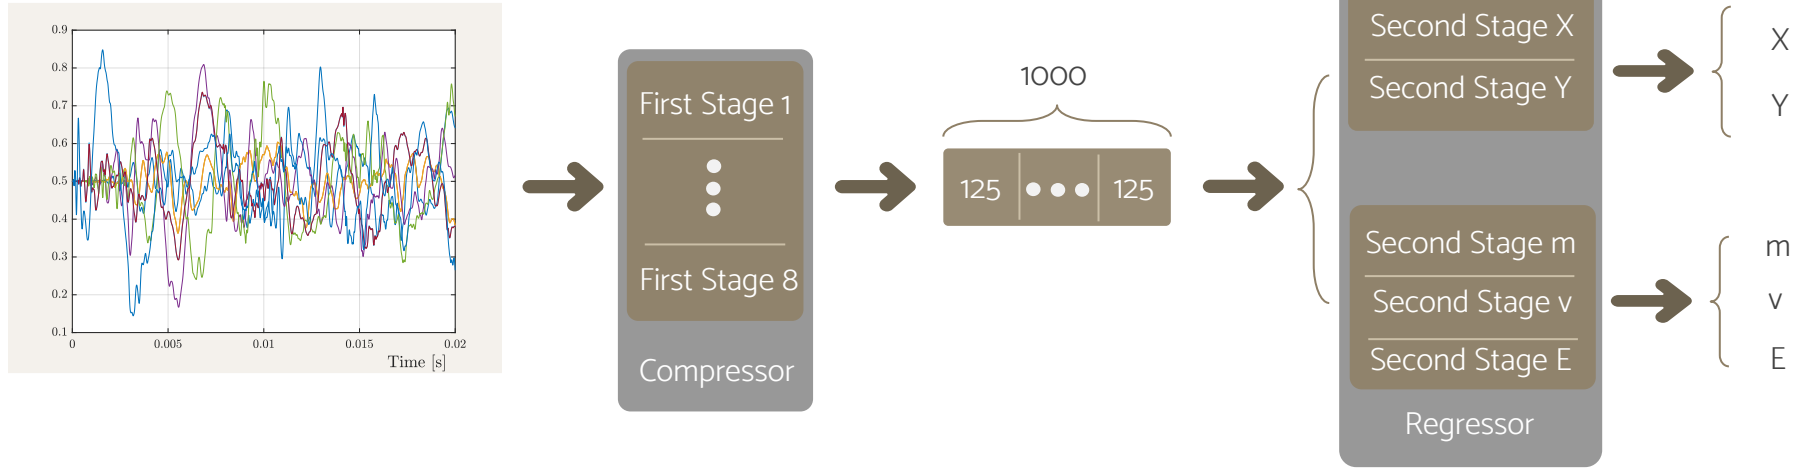 0.9
0.8
0.7
0.6
0.5
0.4
0.3
0.2
0.1
0 0.005 0.01 0.015 0.02
Time [s]
First Stage 1
First Stage 8
Compressor
1000
125 125
Second Stage X
Second Stage Y
Second Stage m
Second Stage v
Second Stage E
Regressor
X
Y
m
v
E